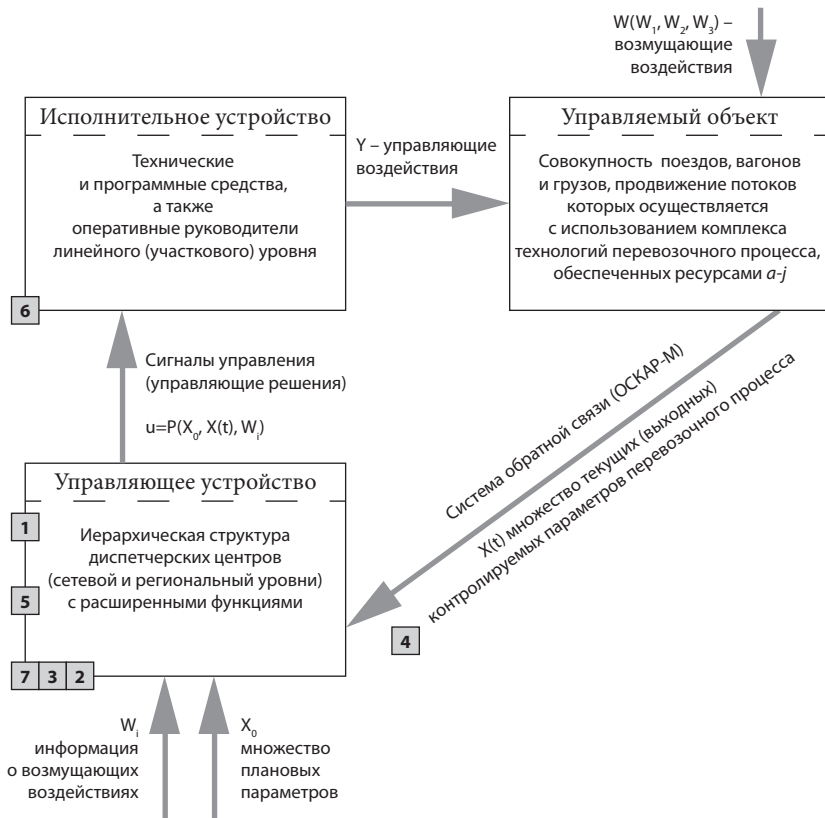 W(W₁, W₂, W₃) –
возмущающие
воздействия
Исполнительное устройство
Технические
и программные средства,
а также
оперативные руководители
линейного (участкового) уровня
6
Y – управляющие
воздействия
Управляемый объект
Совокупность поездов, вагонов
и грузов, продвижение потоков
которых осуществляется
с использованием комплекса
технологий перевозочного процесса,
обеспеченных ресурсами a-j
Сигналы управления
(управляющие решения)
u=P(X₀, X(t), Wᵢ)
Система обратной связи (ОСКАР-М)
X(t) множество текущих (выходных)
контролируемых параметров перевозочного процесса
4
Управляющее устройство
1
Иерархическая структура
диспетчерских центров
(сетевой и региональный уровни)
с расширенными функциями
5
7 3 2
Wᵢ
информация
о возмущающих
воздействиях
X₀
множество
плановых
параметров